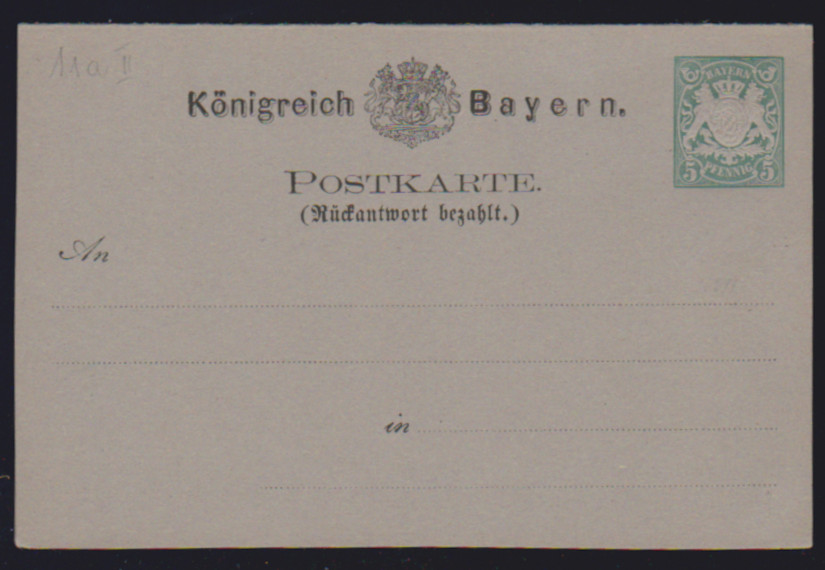 11a II
Königreich Bayern.
BAYERN
5 PFENNIG 5
POSTKARTE.
(Rückantwort bezahlt.)
An
in